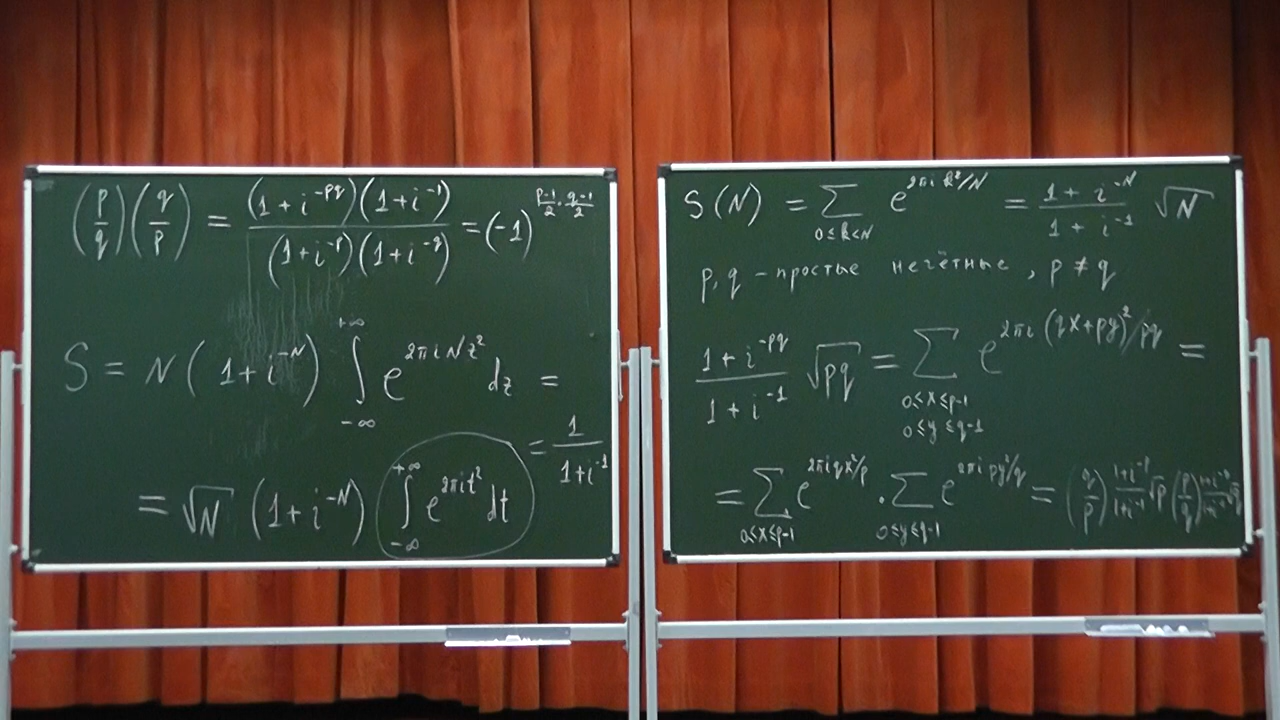 (p/q)(q/p) = (1+i^{-pq})(1+i^{-1}) / (1+i^{-p})(1+i^{-q}) = (-1)^{p-1/2 · q-1/2}
S = N(1+i^{-N}) ∫_{-∞}^{+∞} e^{2πiNz²} dz =
= √N (1+i^{-N}) ∫_{-∞}^{+∞} e^{2πit²} dt = 1/(1+i^{-1})
S(N) = ∑_{0≤k<N} e^{2πik²/N} = (1+i^{-N})/(1+i^{-1}) √N
p,q - простые нечётные, p ≠ q
(1+i^{-pq})/(1+i^{-1}) √pq = ∑_{0≤x≤p-1 0≤y≤q-1} e^{2πi(qx+py)²/pq} =
= ∑_{0≤x≤p-1} e^{2πiqx²/p} · ∑_{0≤y≤q-1} e^{2πipy²/q} = (q/p) (1+i^{-p})/(1+i^{-1}) √p (p/q) (1+i^{-q})/(1+i^{-1}) √q